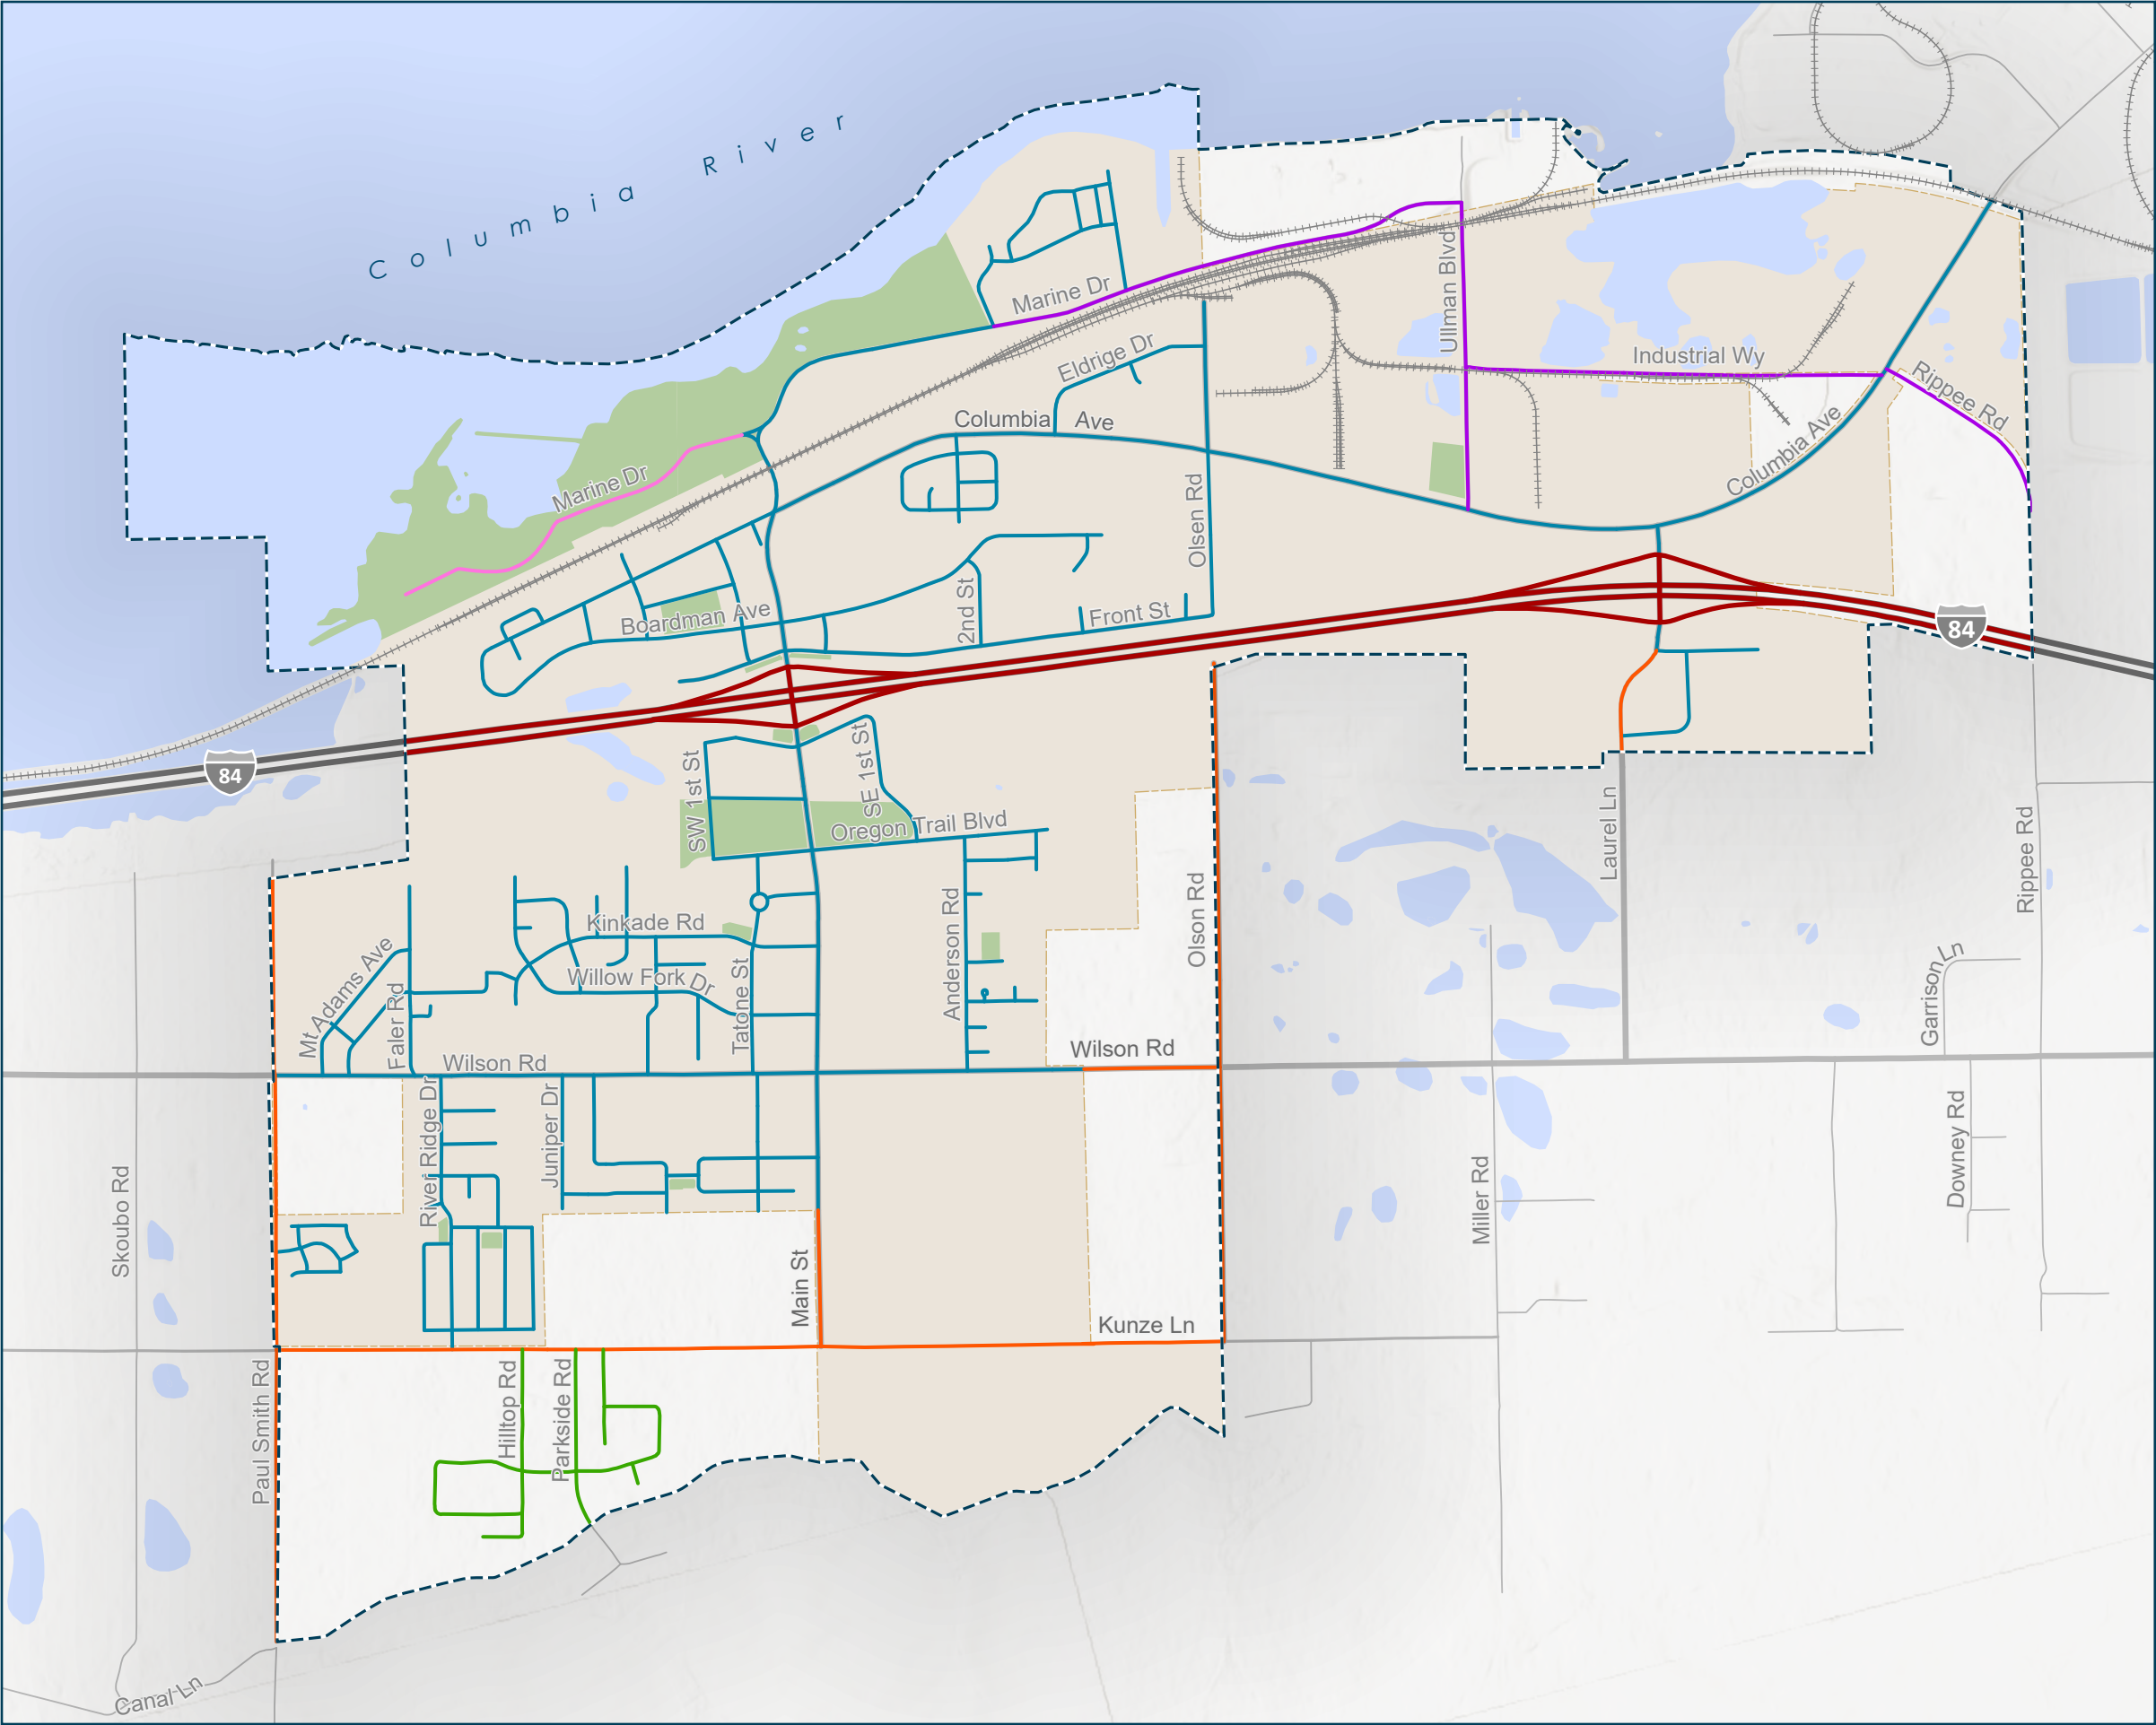 Columbia River
Marine Dr
Ullman Blvd
Eldrige Dr
Industrial Wy
Rippee Rd
Columbia Ave
Columbia Ave
Marine Dr
Olsen Rd
Boardman Ave
2nd St
Front St
84
84
SW 1st St
SE 1st St
Oregon Trail Blvd
Laurel Ln
Rippee Rd
Kinkade Rd
Anderson Rd
Olson Rd
Mt Adams Ave
Willow Fork Dr
Tatone St
Faler Rd
Garrison Ln
Wilson Rd
Wilson Rd
River Ridge Dr
Juniper Dr
Downey Rd
Skoubo Rd
Miller Rd
Main St
Kunze Ln
Paul Smith Rd
Hilltop Rd
Parkside Rd
Canal Ln